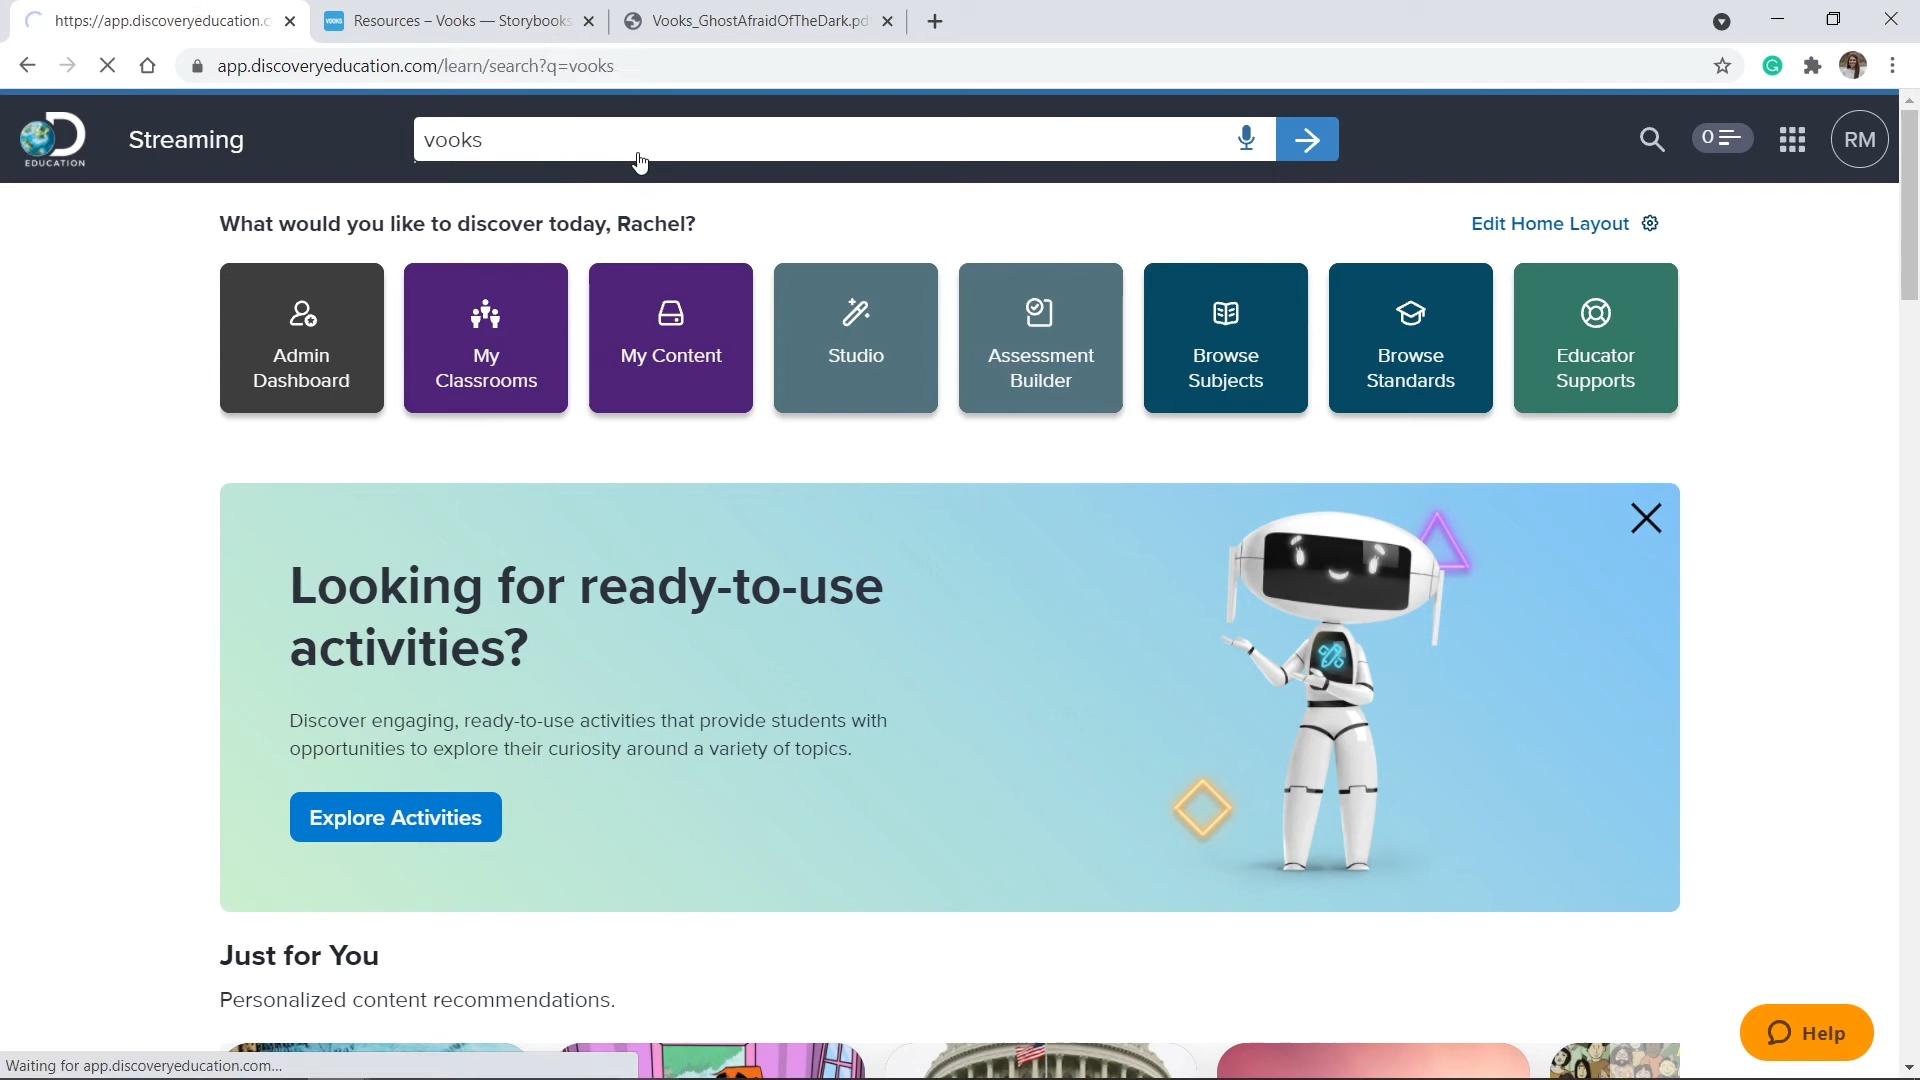 https://app.discoveryeducation.c
Resources – Vooks — Storybooks
Vooks_GhostAfraidOfTheDark.pd
app.discoveryeducation.com/learn/search?q=vooks
EDUCATION
Streaming
vooks
0
RM
What would you like to discover today, Rachel?
Edit Home Layout
Admin
Dashboard
My
Classrooms
My Content
Studio
Assessment
Builder
Browse
Subjects
Browse
Standards
Educator
Supports
Looking for ready-to-use
activities?
Discover engaging, ready-to-use activities that provide students with
opportunities to explore their curiosity around a variety of topics.
Explore Activities
Just for You
Personalized content recommendations.
Help
Waiting for app.discoveryeducation.com...